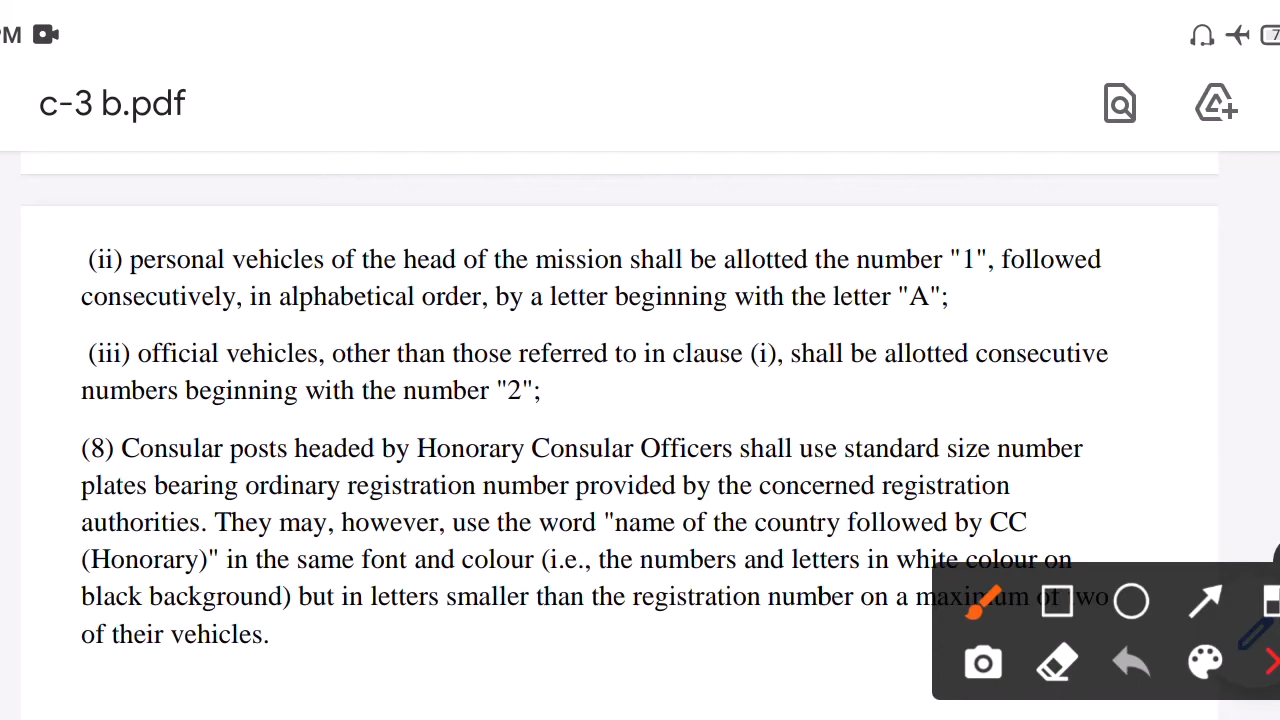 PM
7
c-3 b.pdf
(ii) personal vehicles of the head of the mission shall be allotted the number "1", followed
consecutively, in alphabetical order, by a letter beginning with the letter "A";
(iii) official vehicles, other than those referred to in clause (i), shall be allotted consecutive
numbers beginning with the number "2";
(8) Consular posts headed by Honorary Consular Officers shall use standard size number
plates bearing ordinary registration number provided by the concerned registration
authorities. They may, however, use the word "name of the country followed by CC
(Honorary)" in the same font and colour (i.e., the numbers and letters in white colour on
black background) but in letters smaller than the registration number on a maximum of two
of their vehicles.